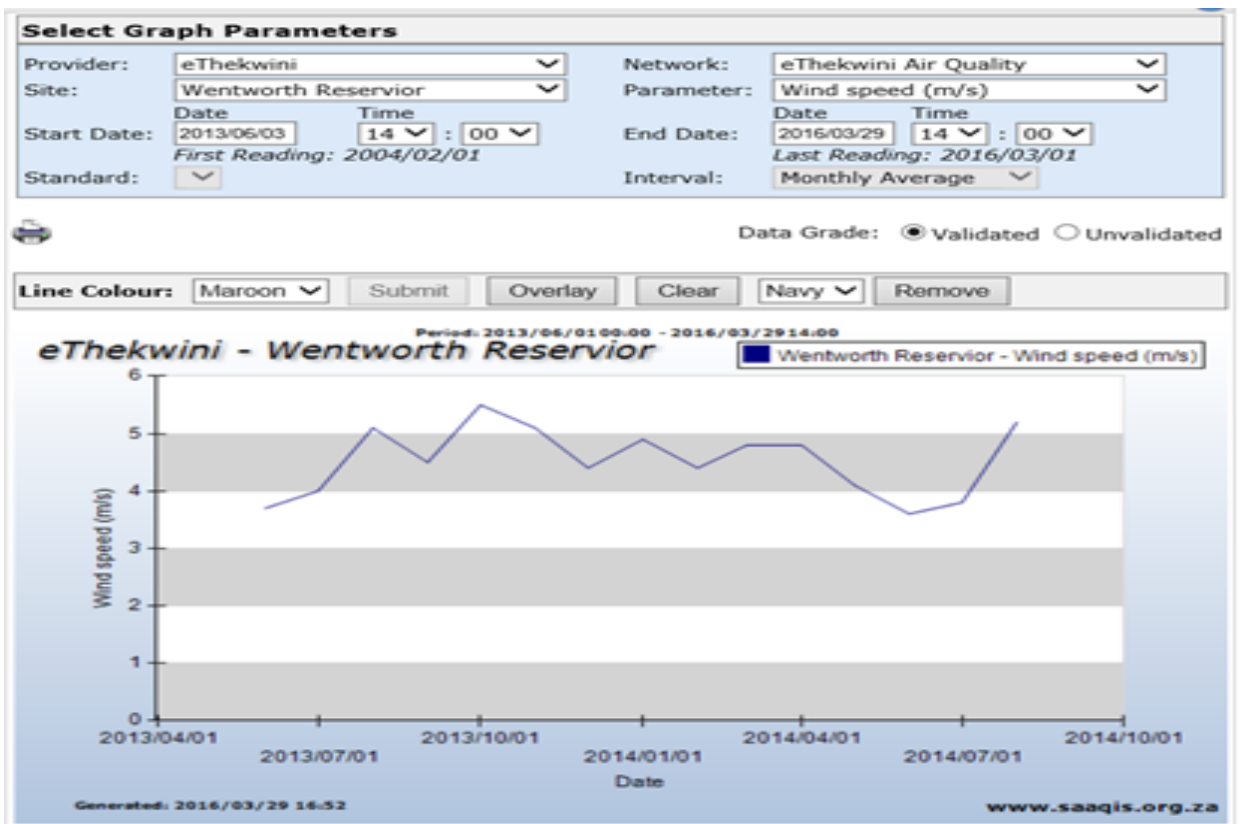 Select Graph Parameters
Provider: eThekwini Network: eThekwini Air Quality
Site: Wentworth Reservior Parameter: Wind speed (m/s)
Date Time Date Time
Start Date: 2013/06/03 14 : 00 End Date: 2016/03/29 14 : 00
First Reading: 2004/02/01 Last Reading: 2016/03/01
Standard: Interval: Monthly Average
Data Grade: Validated Unvalidated
Line Colour: Maroon Submit Overlay Clear Navy Remove
Period: 2013/06/01 00:00 - 2016/03/29 14:00
eThekwini - Wentworth Reservior
Wentworth Reservior - Wind speed (m/s)
6
5
4
3
2
1
0
Wind speed (m/s)
2013/04/01 2013/10/01 2014/04/01 2014/10/01
2013/07/01 2014/01/01 2014/07/01
Date
Generated: 2016/03/29 16:52 www.saaqis.org.za